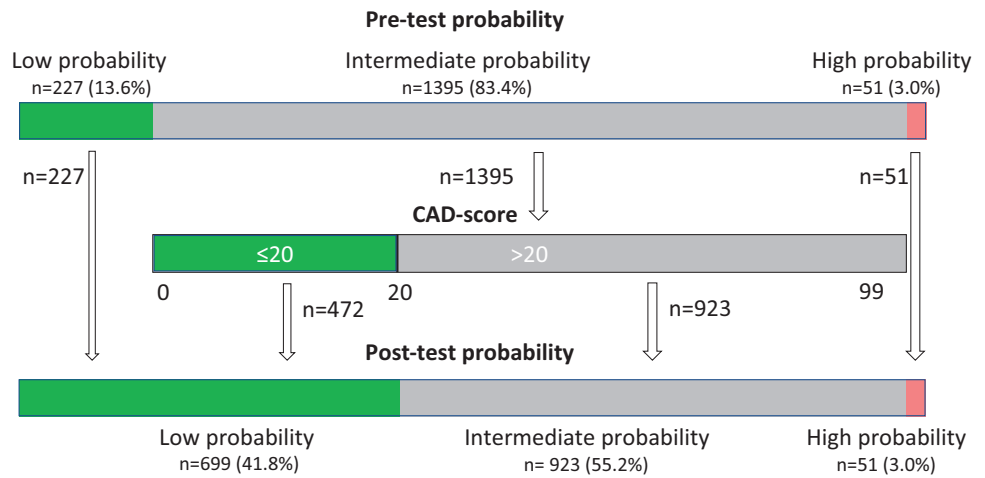 Pre-test probability
Low probability
n=227 (13.6%)
Intermediate probability
n=1395 (83.4%)
High probability
n=51 (3.0%)
n=227
n=1395
n=51
CAD-score
≤20
>20
0
20
99
n=472
n=923
Post-test probability
Low probability
n=699 (41.8%)
Intermediate probability
n= 923 (55.2%)
High probability
n=51 (3.0%)